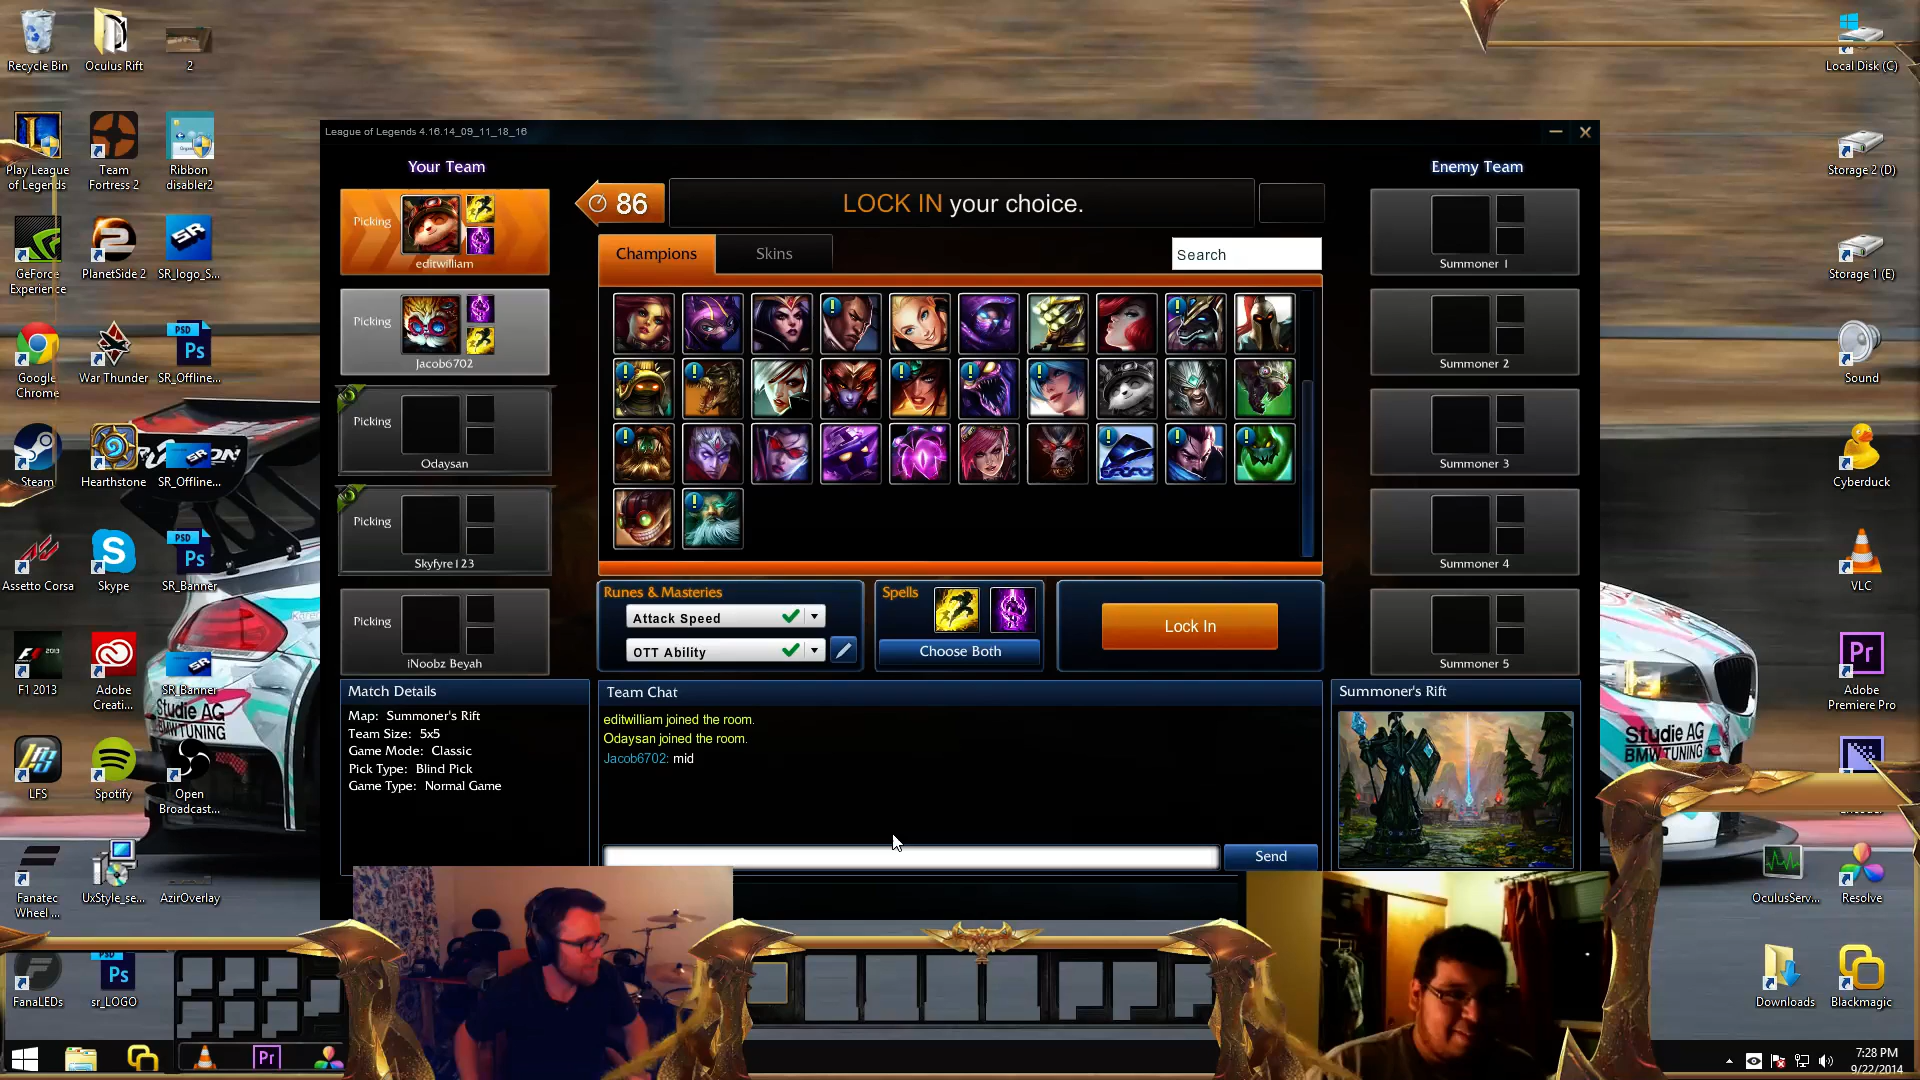 Recycle Bin
Oculus Rift
2
Local Disk (C)
Play League of Legends
Team Fortress 2
Ribbon disabler2
Storage 2 (D)
GeForce Experience
PlanetSide 2
SR_logo_S...
Storage 1 (E)
Google Chrome
War Thunder
SR_Offline...
Sound
Steam
Hearthstone
SR_Offline...
Cyberduck
Assetto Corsa
Skype
SR_Banner
VLC
F1 2013
Adobe Creati...
SR_Banner
Adobe Premiere Pro
LFS
Spotify
Open Broadcast...
Fanatec Wheel ...
UxStyle_se...
AzirOverlay
OculusServ...
Resolve
FanaLEDs
sr_LOGO
Downloads
Blackmagic
League of Legends 4.16.14_09_11_18_16
Your Team
Enemy Team
86
LOCK IN your choice.
Champions
Skins
Search
Picking
editwilliam
Picking
Jacob6702
Picking
Odaysan
Picking
Skyfyre123
Picking
iNoobz Beyah
Summoner 1
Summoner 2
Summoner 3
Summoner 4
Summoner 5
Runes & Masteries
Attack Speed
OTT Ability
Spells
Choose Both
Lock In
Match Details
Map: Summoner's Rift
Team Size: 5x5
Game Mode: Classic
Pick Type: Blind Pick
Game Type: Normal Game
Team Chat
editwilliam joined the room.
Odaysan joined the room.
Jacob6702: mid
Send
Summoner's Rift
Studie AG
BMW TUNING
Studie AG
BMW TUNING
7:28 PM
9/22/2014